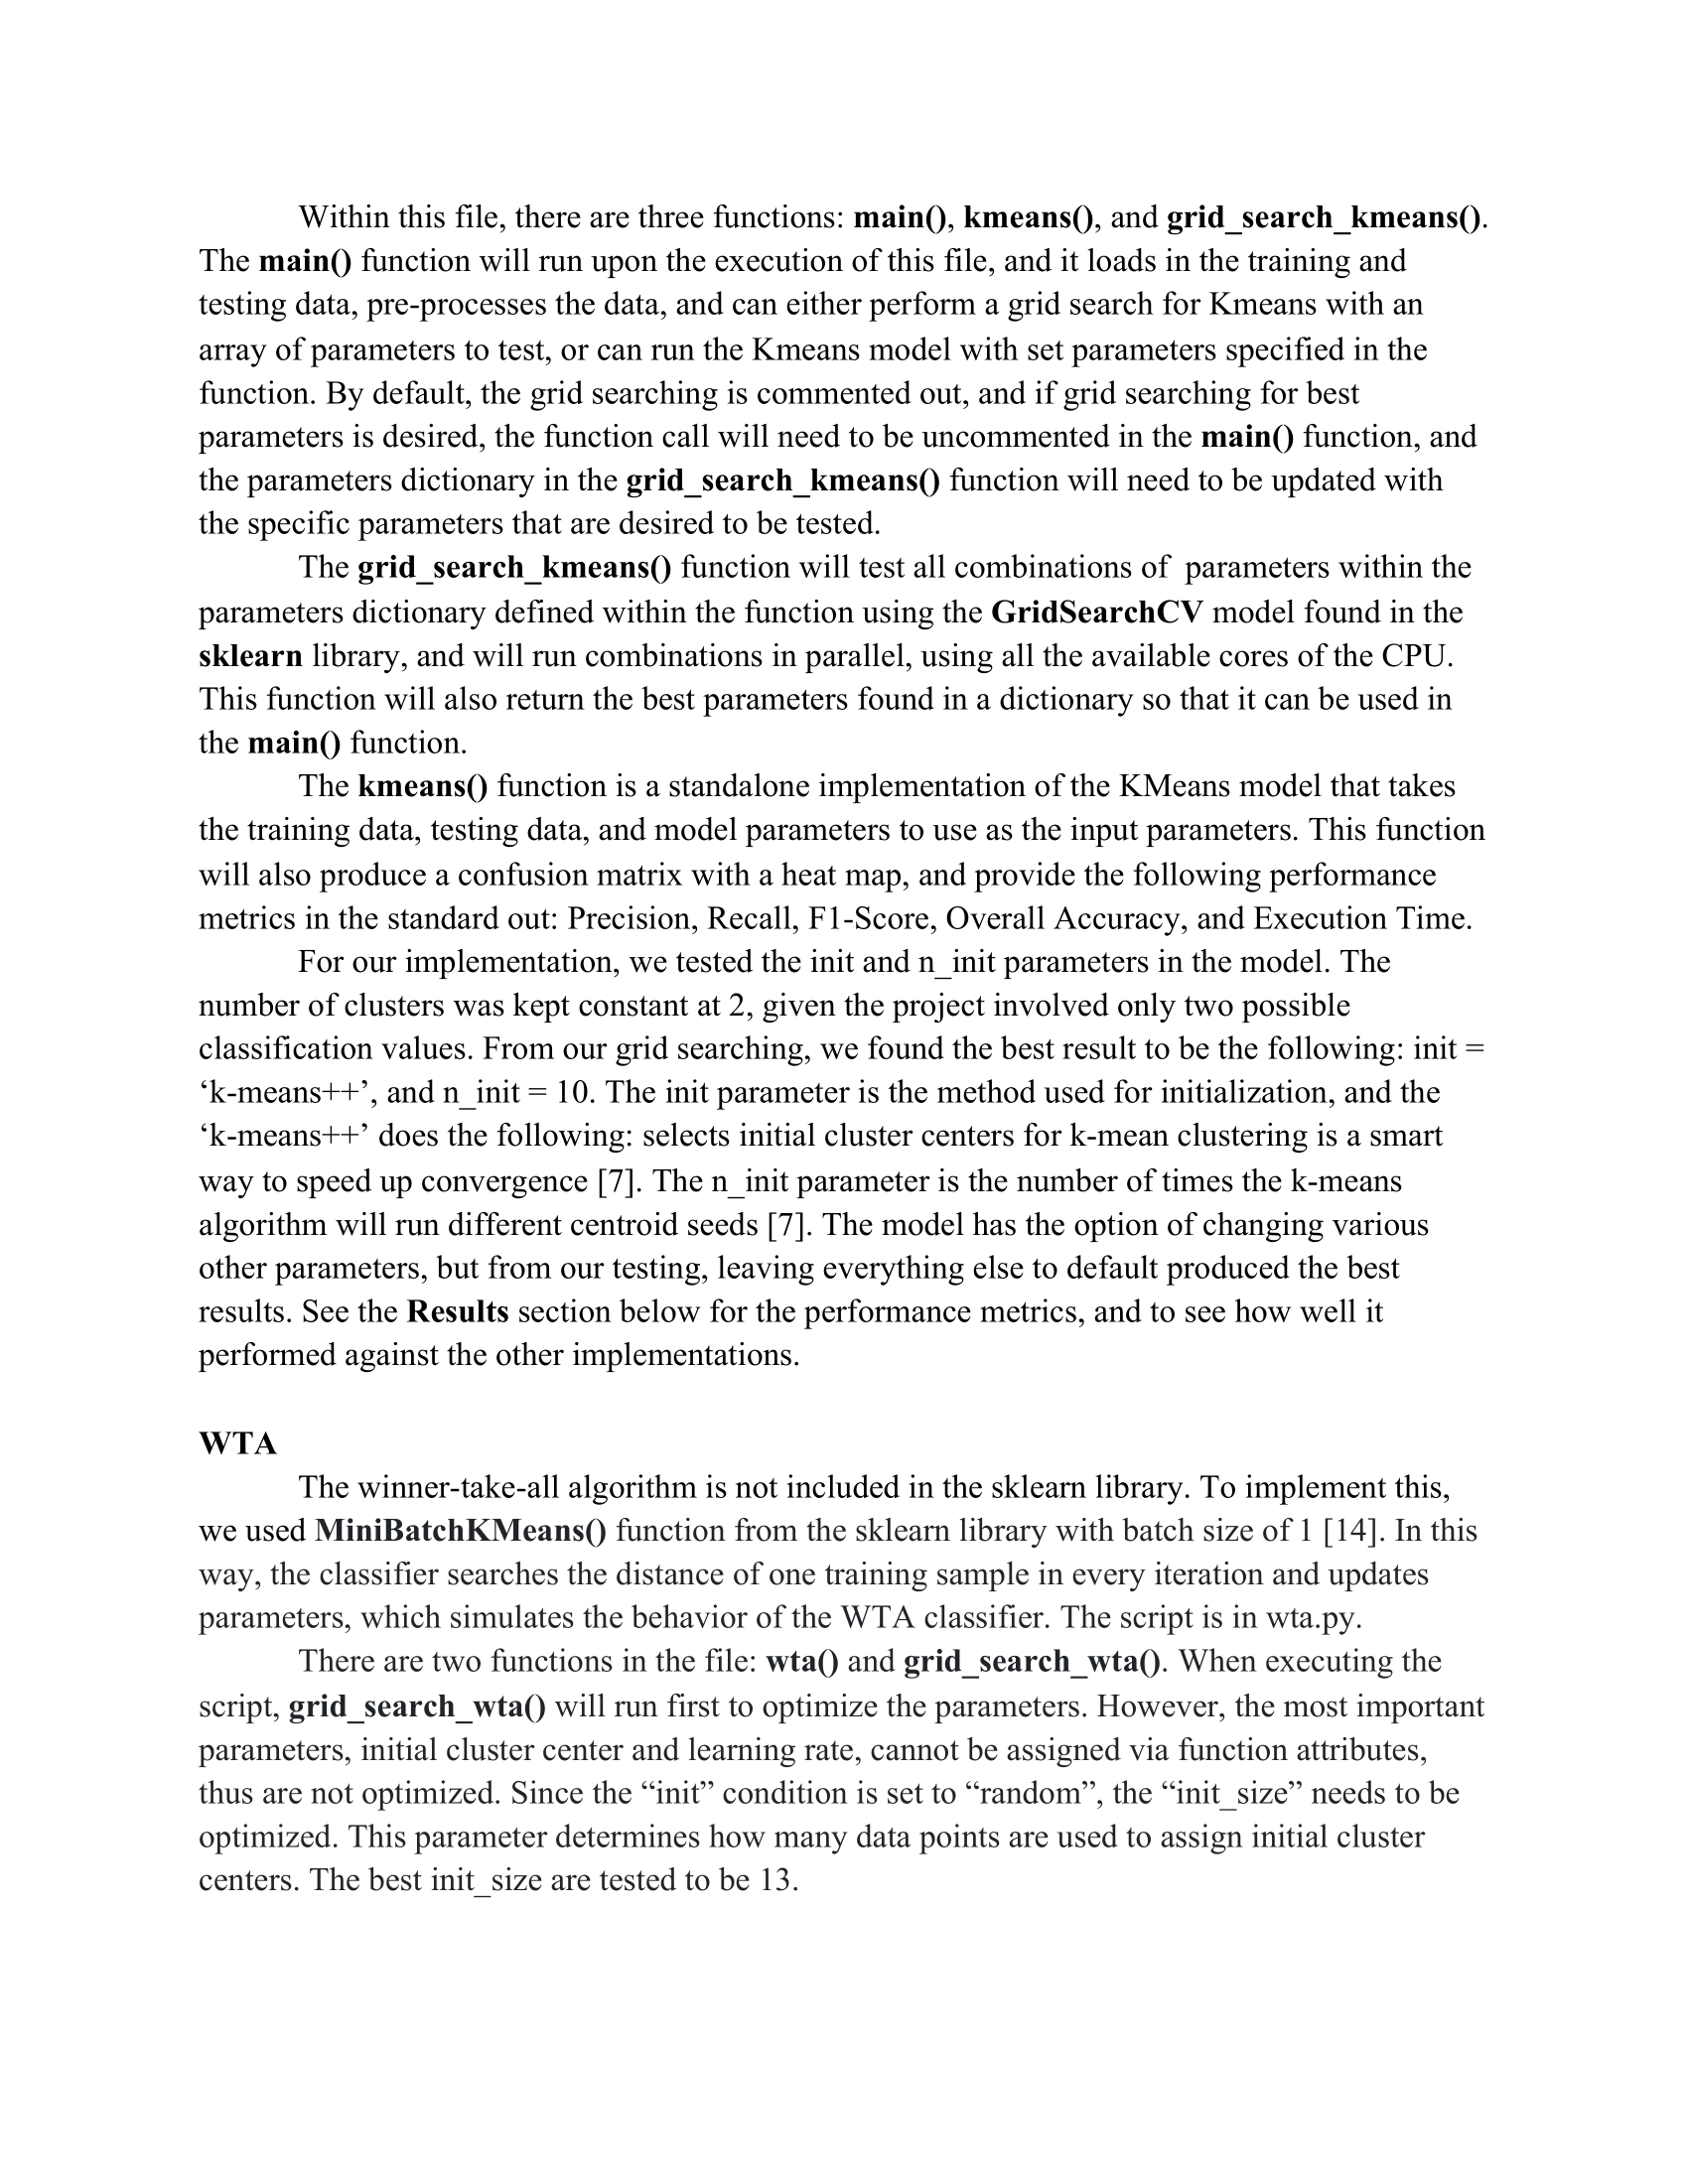 Within this file, there are three functions: main(), kmeans(), and grid_search_kmeans().
The main() function will run upon the execution of this file, and it loads in the training and
testing data, pre-processes the data, and can either perform a grid search for Kmeans with an
array of parameters to test, or can run the Kmeans model with set parameters specified in the
function. By default, the grid searching is commented out, and if grid searching for best
parameters is desired, the function call will need to be uncommented in the main() function, and
the parameters dictionary in the grid_search_kmeans() function will need to be updated with
the specific parameters that are desired to be tested.
The grid_search_kmeans() function will test all combinations of  parameters within the
parameters dictionary defined within the function using the GridSearchCV model found in the
sklearn library, and will run combinations in parallel, using all the available cores of the CPU.
This function will also return the best parameters found in a dictionary so that it can be used in
the main() function.
The kmeans() function is a standalone implementation of the KMeans model that takes
the training data, testing data, and model parameters to use as the input parameters. This function
will also produce a confusion matrix with a heat map, and provide the following performance
metrics in the standard out: Precision, Recall, F1-Score, Overall Accuracy, and Execution Time.
For our implementation, we tested the init and n_init parameters in the model. The
number of clusters was kept constant at 2, given the project involved only two possible
classification values. From our grid searching, we found the best result to be the following: init =
‘k-means++’, and n_init = 10. The init parameter is the method used for initialization, and the
‘k-means++’ does the following: selects initial cluster centers for k-mean clustering is a smart
way to speed up convergence [7]. The n_init parameter is the number of times the k-means
algorithm will run different centroid seeds [7]. The model has the option of changing various
other parameters, but from our testing, leaving everything else to default produced the best
results. See the Results section below for the performance metrics, and to see how well it
performed against the other implementations.
WTA
The winner-take-all algorithm is not included in the sklearn library. To implement this,
we used MiniBatchKMeans() function from the sklearn library with batch size of 1 [14]. In this
way, the classifier searches the distance of one training sample in every iteration and updates
parameters, which simulates the behavior of the WTA classifier. The script is in wta.py.
There are two functions in the file: wta() and grid_search_wta(). When executing the
script, grid_search_wta() will run first to optimize the parameters. However, the most important
parameters, initial cluster center and learning rate, cannot be assigned via function attributes,
thus are not optimized. Since the “init” condition is set to “random”, the “init_size” needs to be
optimized. This parameter determines how many data points are used to assign initial cluster
centers. The best init_size are tested to be 13.